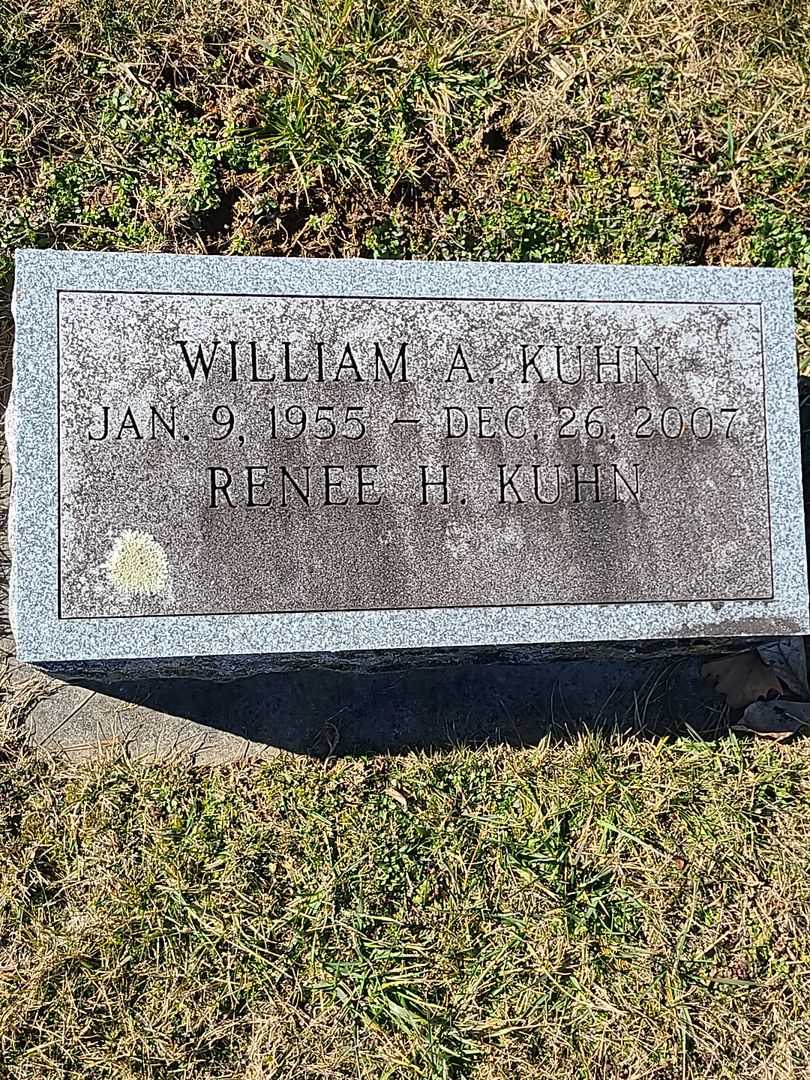 WILLIAM A. KUHN
JAN. 9, 1955 – DEC. 26, 2007
RENEE H. KUHN